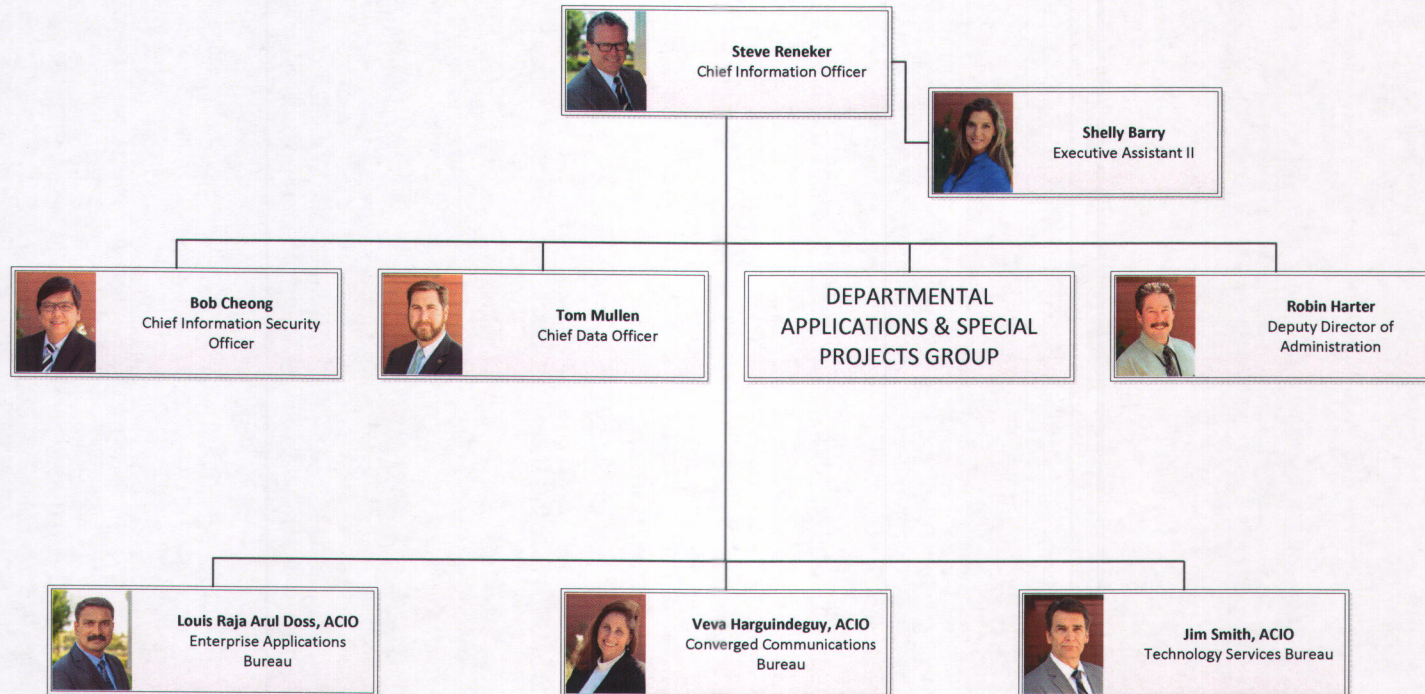 Steve Reneker
Chief Information Officer
Shelly Barry
Executive Assistant II
Bob Cheong
Chief Information Security
Officer
Tom Mullen
Chief Data Officer
DEPARTMENTAL
APPLICATIONS & SPECIAL
PROJECTS GROUP
Robin Harter
Deputy Director of
Administration
Louis Raja Arul Doss, ACIO
Enterprise Applications
Bureau
Veva Harguindeguy, ACIO
Converged Communications
Bureau
Jim Smith, ACIO
Technology Services Bureau